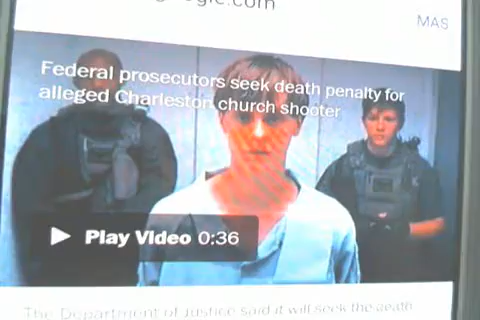 MAS
Federal prosecutors seek death penalty for
alleged Charleston church shooter
Play Video 0:36
The Department of Justice said it will seek the death